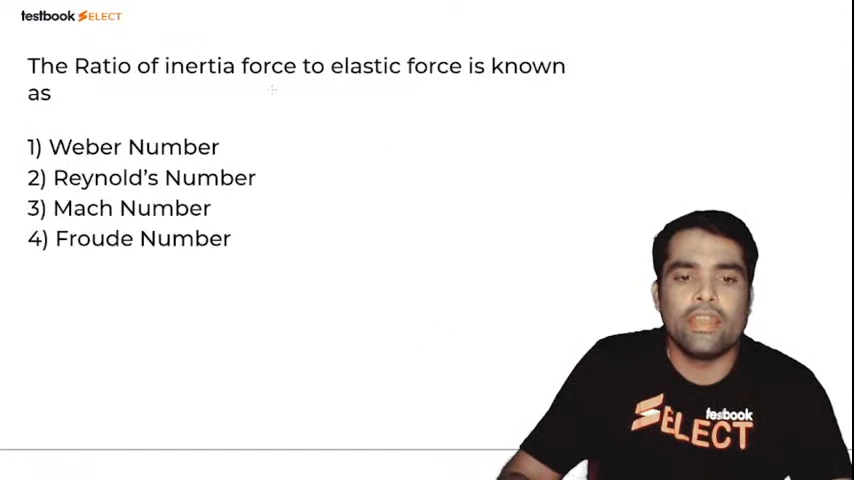 testbook SELECT
The Ratio of inertia force to elastic force is known
as
1) Weber Number
2) Reynold's Number
3) Mach Number
4) Froude Number
testbook
SELECT